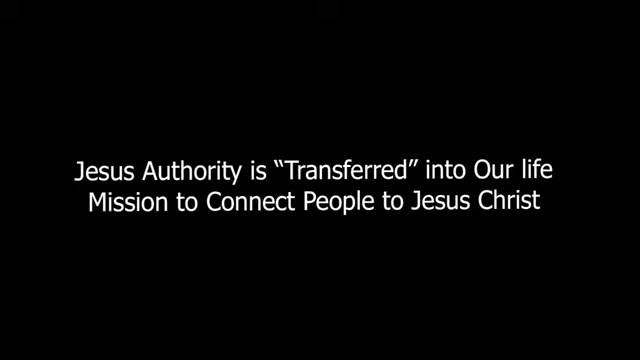 Jesus Authority is “Transferred” into Our life
Mission to Connect People to Jesus Christ